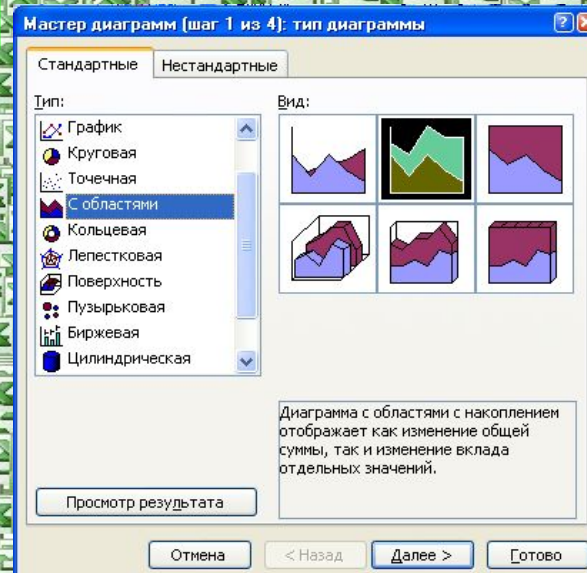 Мастер диаграмм (шаг 1 из 4): тип диаграммы
Стандартные Нестандартные
Тип:
График
Круговая
Точечная
С областями
Кольцевая
Лепестковая
Поверхность
Пузырьковая
Биржевая
Цилиндрическая
Вид:
Диаграмма с областями с накоплением
отображает как изменение общей
суммы, так и изменение вклада
отдельных значений.
Просмотр результата
Отмена < Назад Далее > Готово